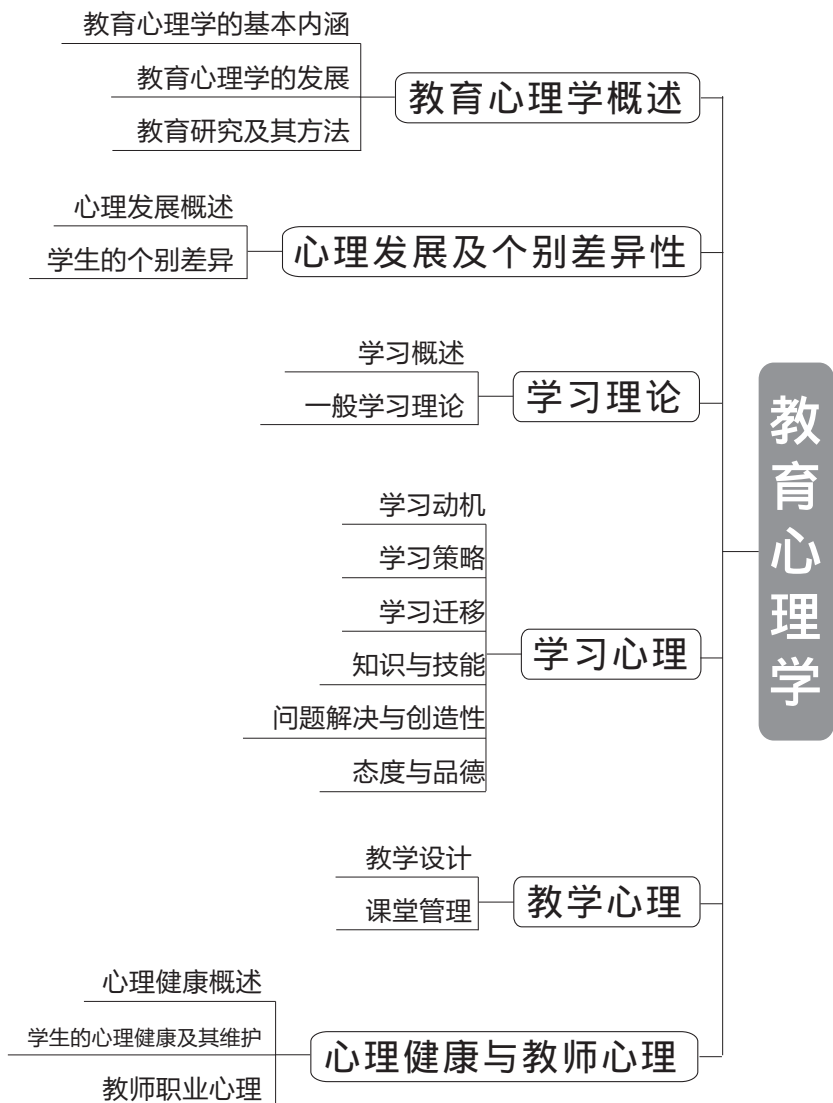 教育心理学的基本内涵
教育心理学的发展
教育研究及其方法
教育心理学概述
心理发展概述
学生的个别差异
心理发展及个别差异性
学习概述
一般学习理论
学习理论
学习动机
学习策略
学习迁移
知识与技能
问题解决与创造性
态度与品德
学习心理
教学设计
课堂管理
教学心理
心理健康概述
学生的心理健康及其维护
教师职业心理
心理健康与教师心理
教育心理学